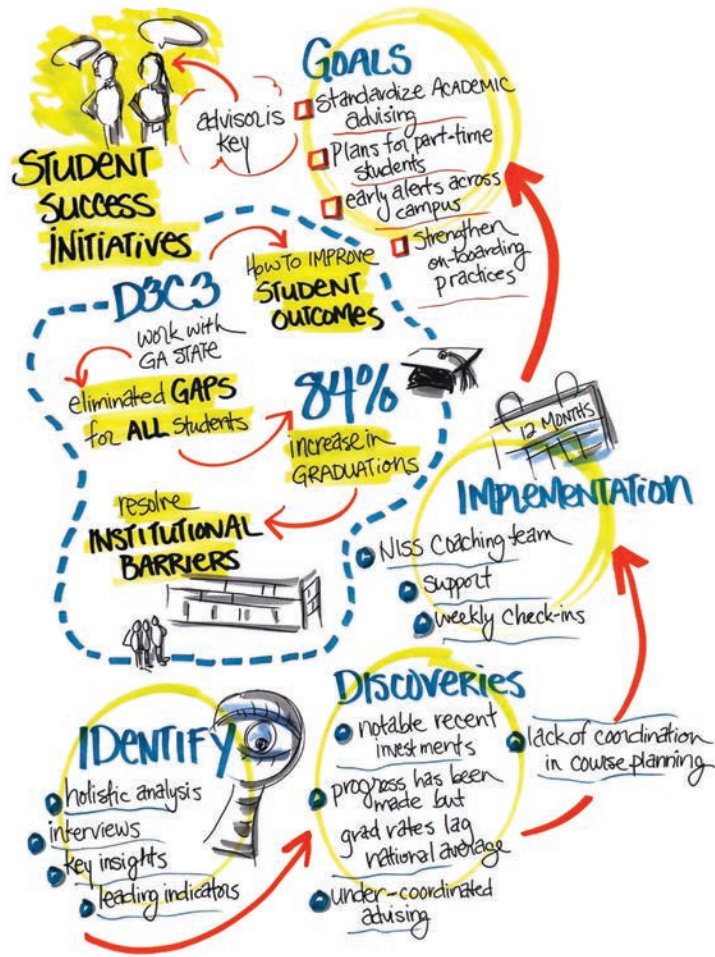 STUDENT
SUCCESS
INITIATIVES
advisor is
key
GOALS
Standardize ACADEMIC
advising
Plans for part-time
students
early alerts across
campus
Strengthen
on-boarding
practices
D3C3
HOW TO IMPROVE
STUDENT
OUTCOMES
work with
GA STATE
eliminated GAPS
for ALL Students
84%
increase in
GRADUATIONS
resolve
INSTITUTIONAL
BARRIERS
12 MONTHS
IMPLEMENTATION
NISS Coaching team
support
weekly check-ins
IDENTIFY
holistic analysis
interviews
key insights
leading indicators
DISCOVERIES
notable recent
investments
progress has been
made but
grad rates lag
national average
under-coordinated
advising
lack of coordination
in course planning